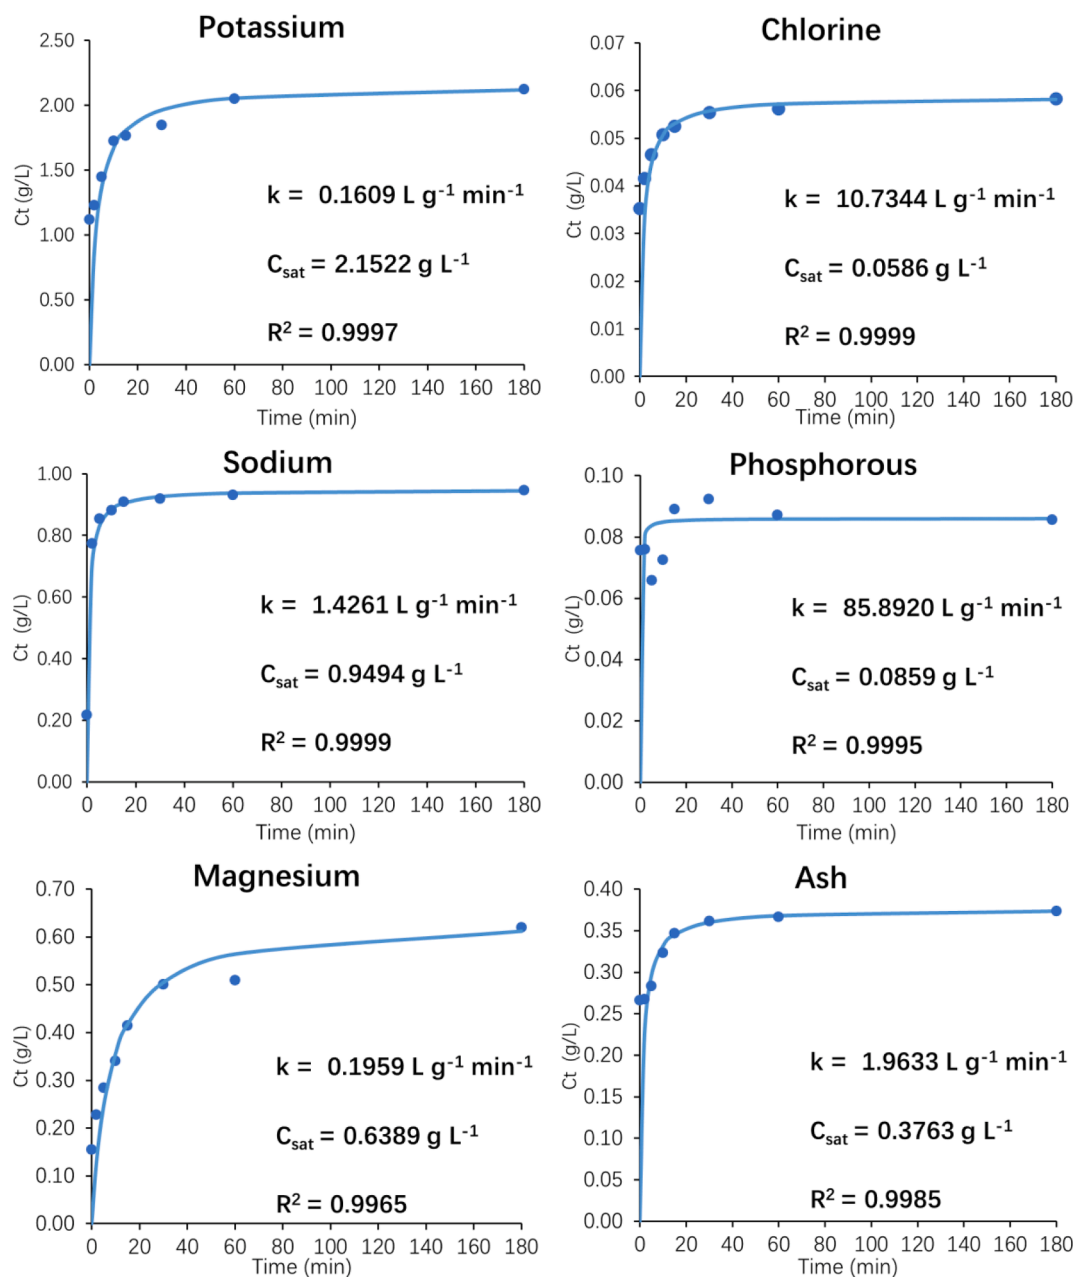 Potassium
2.50
2.00
1.50
1.00
0.50
0.00
Ct (g/L)
k = 0.1609 L g⁻¹ min⁻¹
Cₛₐₜ = 2.1522 g L⁻¹
R² = 0.9997
0 20 40 60 80 100 120 140 160 180
Time (min)
Chlorine
0.07
0.06
0.05
0.04
0.03
0.02
0.01
0.00
Ct (g/L)
k = 10.7344 L g⁻¹ min⁻¹
Cₛₐₜ = 0.0586 g L⁻¹
R² = 0.9999
0 20 40 60 80 100 120 140 160 180
Time (min)
Sodium
1.00
0.80
0.60
0.40
0.20
0.00
Ct (g/L)
k = 1.4261 L g⁻¹ min⁻¹
Cₛₐₜ = 0.9494 g L⁻¹
R² = 0.9999
0 20 40 60 80 100 120 140 160 180
Time (min)
Phosphorous
0.10
0.08
0.06
0.04
0.02
0.00
Ct (g/L)
k = 85.8920 L g⁻¹ min⁻¹
Cₛₐₜ = 0.0859 g L⁻¹
R² = 0.9995
0 20 40 60 80 100 120 140 160 180
Time (min)
Magnesium
0.70
0.60
0.50
0.40
0.30
0.20
0.10
0.00
Ct (g/L)
k = 0.1959 L g⁻¹ min⁻¹
Cₛₐₜ = 0.6389 g L⁻¹
R² = 0.9965
0 20 40 60 80 100 120 140 160 180
Time (min)
Ash
0.40
0.35
0.30
0.25
0.20
0.15
0.10
0.05
0.00
Ct (g/L)
k = 1.9633 L g⁻¹ min⁻¹
Cₛₐₜ = 0.3763 g L⁻¹
R² = 0.9985
0 20 40 60 80 100 120 140 160 180
Time (min)